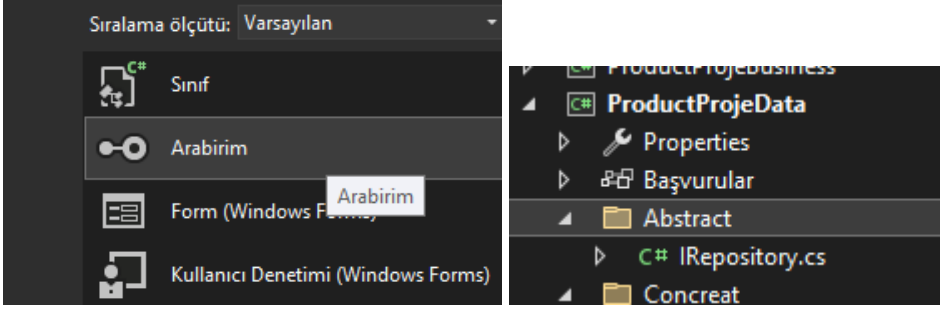 Sıralama ölçütü: Varsayılan
C#
Sınıf
Arabirim
Arabirim
Form (Windows Forms)
Kullanıcı Denetimi (Windows Forms)
C# ProductProjeBusiness
C# ProductProjeData
Properties
Başvurular
Abstract
C# IRepository.cs
Concreat